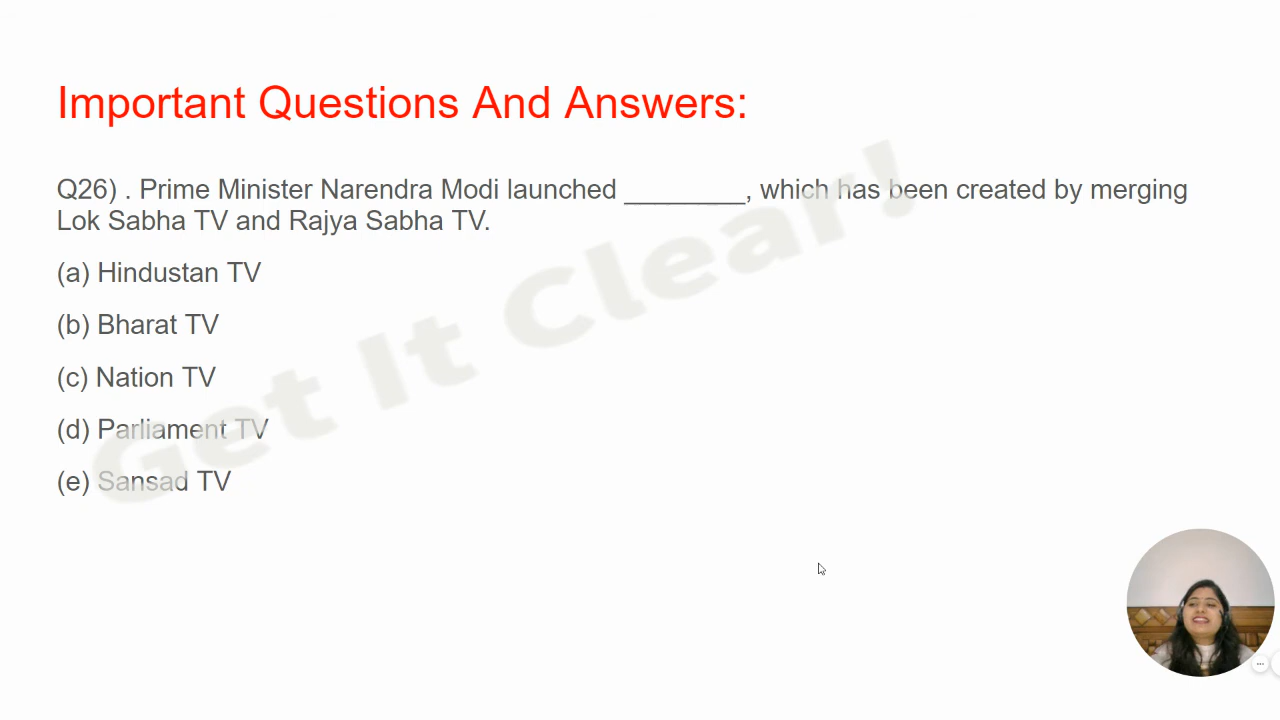 Important Questions And Answers:
Q26) . Prime Minister Narendra Modi launched ________, which has been created by merging
Lok Sabha TV and Rajya Sabha TV.
(a) Hindustan TV
(b) Bharat TV
(c) Nation TV
(d) Parliament TV
(e) Sansad TV
Get It Clear!